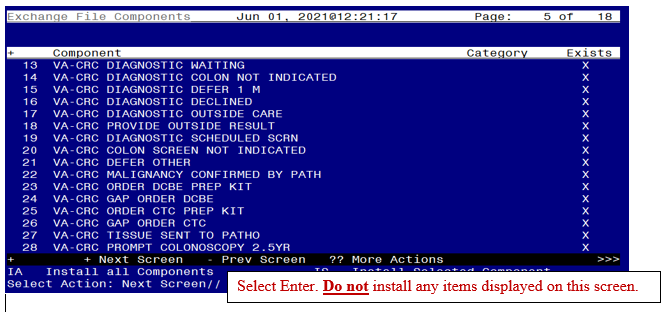 Exchange File Components Jun 01, 2021@12:21:17 Page: 5 of 18
+ Component Category Exists
13 VA-CRC DIAGNOSTIC WAITING X
14 VA-CRC DIAGNOSTIC COLON NOT INDICATED X
15 VA-CRC DIAGNOSTIC DEFER 1 M X
16 VA-CRC DIAGNOSTIC DECLINED X
17 VA-CRC DIAGNOSTIC OUTSIDE CARE X
18 VA-CRC PROVIDE OUTSIDE RESULT X
19 VA-CRC DIAGNOSTIC SCHEDULED SCRN X
20 VA-CRC COLON SCREEN NOT INDICATED X
21 VA-CRC DEFER OTHER X
22 VA-CRC MALIGNANCY CONFIRMED BY PATH X
23 VA-CRC ORDER DCBE PREP KIT X
24 VA-CRC GAP ORDER DCBE X
25 VA-CRC ORDER CTC PREP KIT X
26 VA-CRC GAP ORDER CTC X
27 VA-CRC TISSUE SENT TO PATHO X
28 VA-CRC PROMPT COLONOSCOPY 2.5YR X
+ + Next Screen - Prev Screen ?? More Actions >>>
IA Install all Components IS Install Selected Component
Select Action: Next Screen//
Select Enter. Do not install any items displayed on this screen.